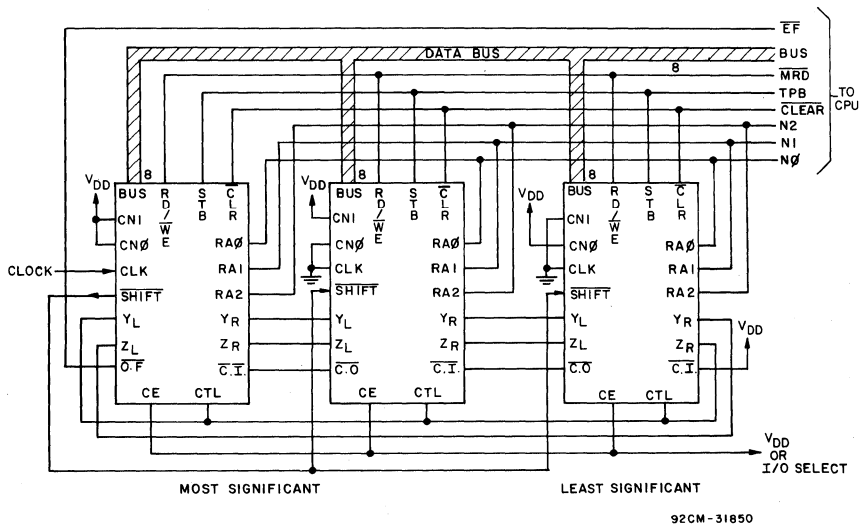 EF
DATA BUS
BUS
8
MRD
TPB
CLEAR
TO CPU
N2
N1
NØ
VDD
8
BUS
RD/WE
STB
CLR
CN1
CNØ
CLOCK
CLK
SHIFT
YL
ZL
O.F
RAØ
RA1
RA2
YR
ZR
C.I.
CE
CTL
VDD
8
BUS
RD/WE
STB
CLR
CN1
CNØ
CLK
SHIFT
YL
ZL
C.O
RAØ
RA1
RA2
YR
ZR
C.I.
CE
CTL
VDD
8
BUS
RD/WE
STB
CLR
CN1
CNØ
CLK
SHIFT
YL
ZL
C.O
RAØ
RA1
RA2
YR
ZR
C.I.
CE
CTL
VDD
VDD
OR
I/O SELECT
MOST SIGNIFICANT
LEAST SIGNIFICANT
92CM-31850